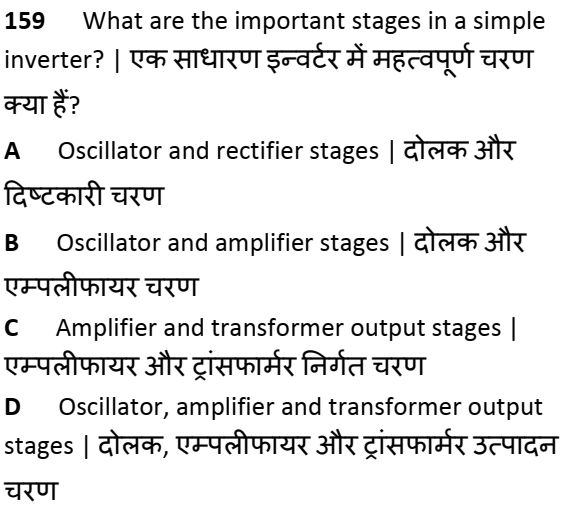 159 What are the important stages in a simple
inverter? | एक साधारण इन्वर्टर में महत्वपूर्ण चरण
क्या हैं?
A Oscillator and rectifier stages | दोलक और
दिष्टकारी चरण
B Oscillator and amplifier stages | दोलक और
एम्पलीफायर चरण
C Amplifier and transformer output stages |
एम्पलीफायर और ट्रांसफार्मर निर्गत चरण
D Oscillator, amplifier and transformer output
stages | दोलक, एम्पलीफायर और ट्रांसफार्मर उत्पादन
चरण